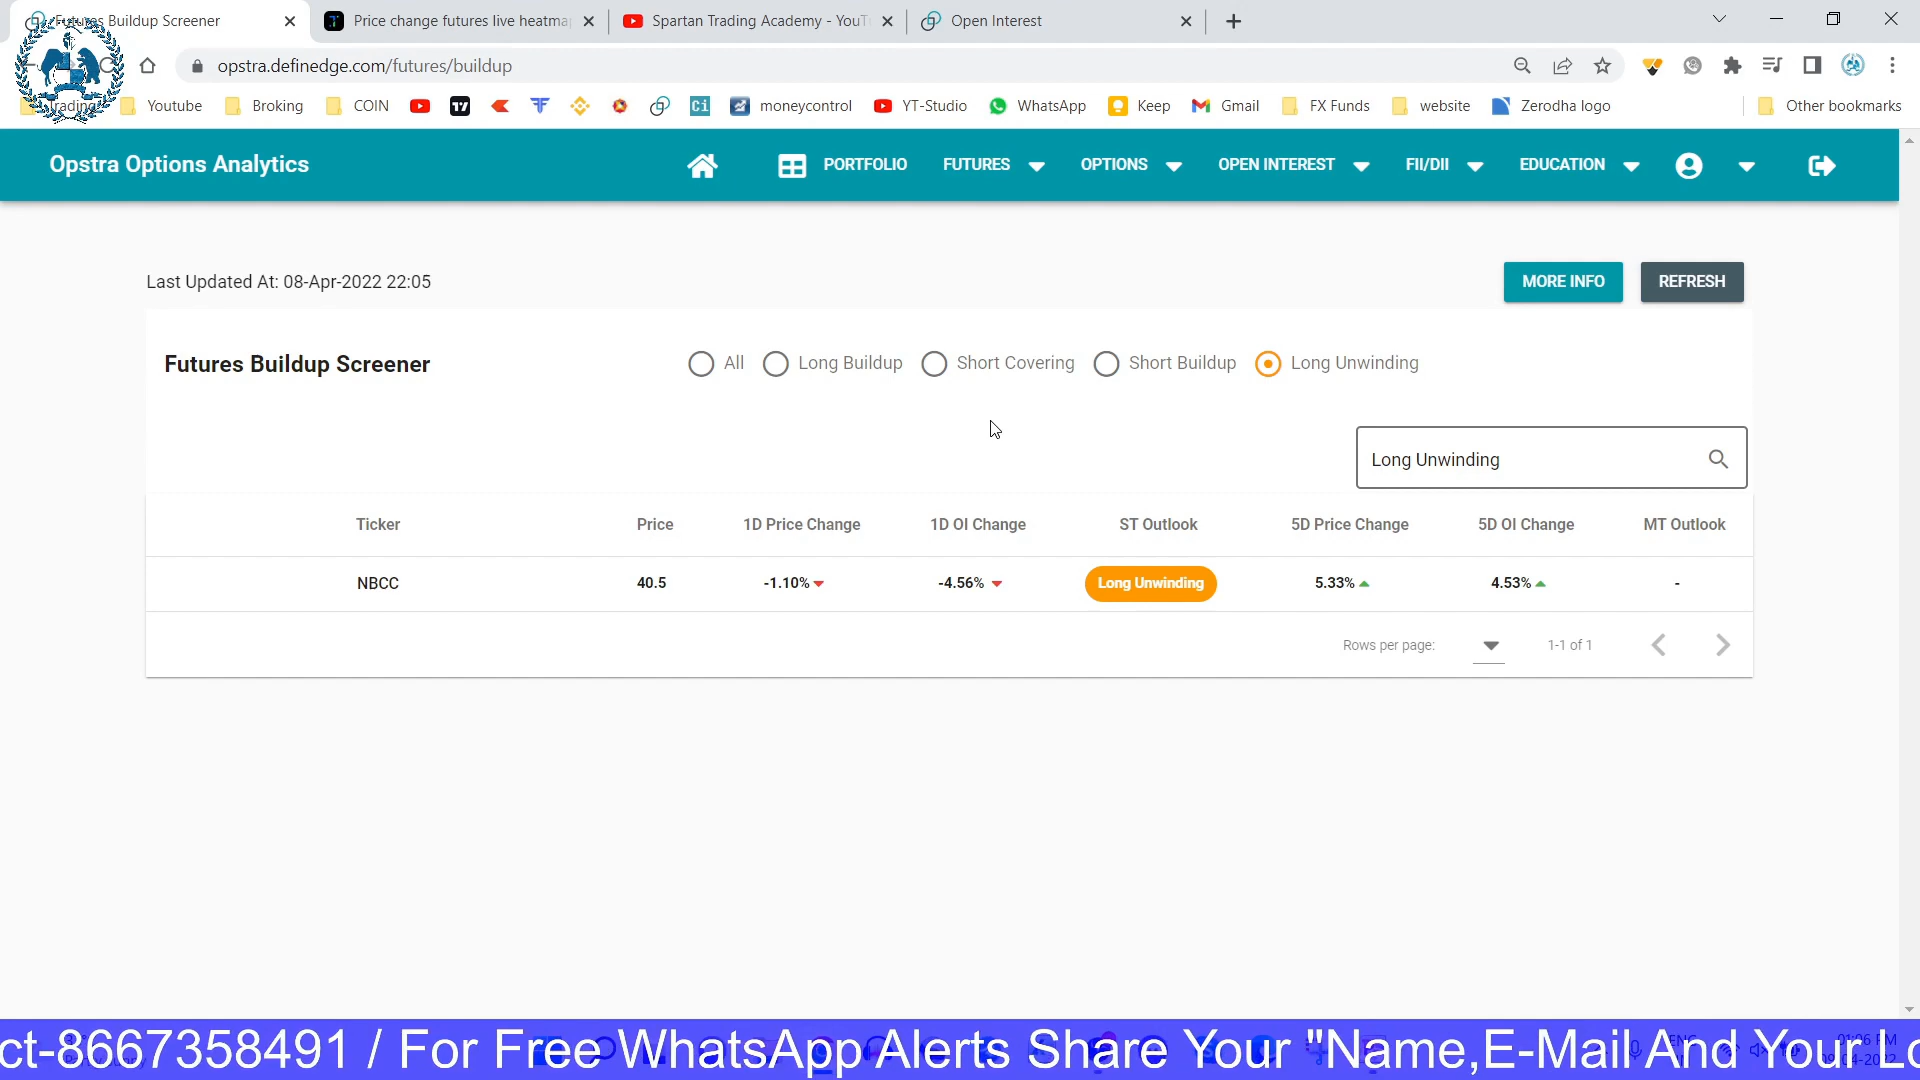 Futures Buildup Screener
Price change futures live heatma
Spartan Trading Academy - YouT
Open Interest
opstra.definedge.com/futures/buildup
Trading
Youtube
Broking
COIN
moneycontrol
YT-Studio
WhatsApp
Keep
Gmail
FX Funds
website
Zerodha logo
Other bookmarks
Opstra Options Analytics
PORTFOLIO
FUTURES
OPTIONS
OPEN INTEREST
FII/DII
EDUCATION
Last Updated At: 08-Apr-2022 22:05
MORE INFO
REFRESH
Futures Buildup Screener
All
Long Buildup
Short Covering
Short Buildup
Long Unwinding
Long Unwinding
Ticker Price 1D Price Change 1D OI Change ST Outlook 5D Price Change 5D OI Change MT Outlook
NBCC 40.5 -1.10% -4.56% Long Unwinding 5.33% 4.53% -
Rows per page:
1-1 of 1
ct-8667358491 / For Free WhatsApp Alerts Share Your "Name,E-Mail And Your Lo